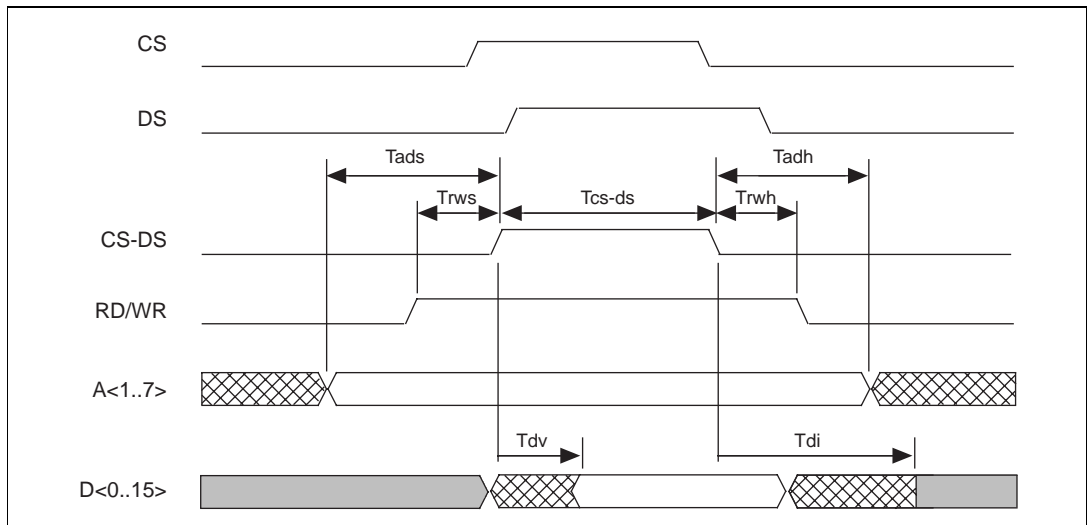 CS
DS
Tads
Tadh
Trws
Tcs-ds
Trwh
CS-DS
RD/WR
A<1..7>
Tdv
Tdi
D<0..15>